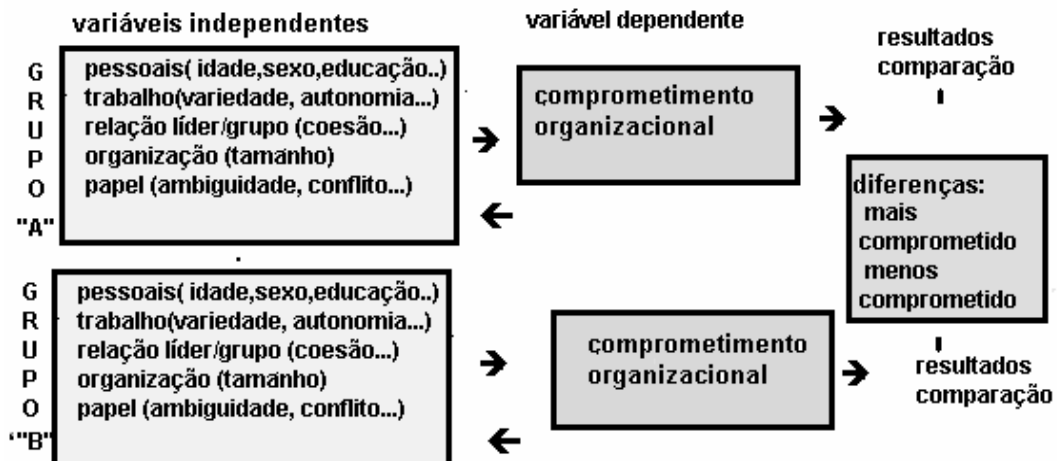 variáveis independentes
variável dependente
resultados
comparação
G
R
U
P
O
"A"
pessoais( idade,sexo,educação..)
trabalho(variedade, autonomia...)
relação líder/grupo (coesão...)
organização (tamanho)
papel (ambiguidade, conflito...)
comprometimento
organizacional
diferenças:
mais
comprometido
menos
comprometido
G
R
U
P
O
'"B"
pessoais( idade,sexo,educação..)
trabalho(variedade, autonomia...)
relação líder/grupo (coesão...)
organização (tamanho)
papel (ambiguidade, conflito...)
comprometimento
organizacional
resultados
comparação